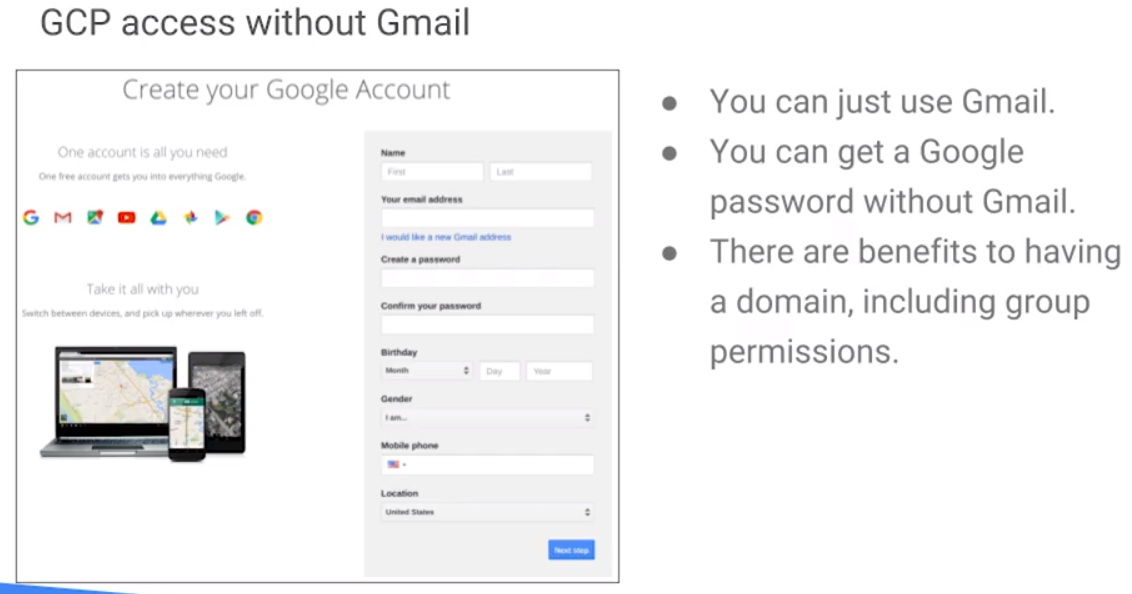 GCP access without Gmail
Create your Google Account
One account is all you need
One free account gets you into everything Google.
Take it all with you
Switch between devices, and pick up wherever you left off.
Name
First Last
Your email address
I would like a new Gmail address
Create a password
Confirm your password
Birthday
Month Day Year
Gender
I am...
Mobile phone
Location
United States
Next step
● You can just use Gmail.
● You can get a Google
password without Gmail.
● There are benefits to having
a domain, including group
permissions.